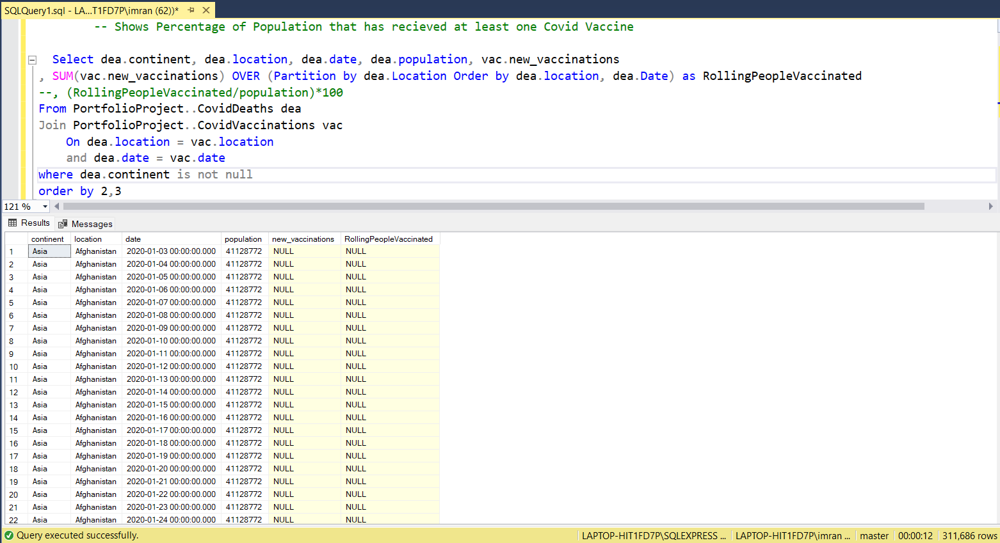 SQLQuery1.sql - LA...T1FD7P\imran (62))*
-- Shows Percentage of Population that has recieved at least one Covid Vaccine
Select dea.continent, dea.location, dea.date, dea.population, vac.new_vaccinations
, SUM(vac.new_vaccinations) OVER (Partition by dea.Location Order by dea.location, dea.Date) as RollingPeopleVaccinated
--, (RollingPeopleVaccinated/population)*100
From PortfolioProject..CovidDeaths dea
Join PortfolioProject..CovidVaccinations vac
On dea.location = vac.location
and dea.date = vac.date
where dea.continent is not null
order by 2,3
121 %
Results Messages
continent location date population new_vaccinations RollingPeopleVaccinated
1 Asia Afghanistan 2020-01-03 00:00:00.000 41128772 NULL NULL
2 Asia Afghanistan 2020-01-04 00:00:00.000 41128772 NULL NULL
3 Asia Afghanistan 2020-01-05 00:00:00.000 41128772 NULL NULL
4 Asia Afghanistan 2020-01-06 00:00:00.000 41128772 NULL NULL
5 Asia Afghanistan 2020-01-07 00:00:00.000 41128772 NULL NULL
6 Asia Afghanistan 2020-01-08 00:00:00.000 41128772 NULL NULL
7 Asia Afghanistan 2020-01-09 00:00:00.000 41128772 NULL NULL
8 Asia Afghanistan 2020-01-10 00:00:00.000 41128772 NULL NULL
9 Asia Afghanistan 2020-01-11 00:00:00.000 41128772 NULL NULL
10 Asia Afghanistan 2020-01-12 00:00:00.000 41128772 NULL NULL
11 Asia Afghanistan 2020-01-13 00:00:00.000 41128772 NULL NULL
12 Asia Afghanistan 2020-01-14 00:00:00.000 41128772 NULL NULL
13 Asia Afghanistan 2020-01-15 00:00:00.000 41128772 NULL NULL
14 Asia Afghanistan 2020-01-16 00:00:00.000 41128772 NULL NULL
15 Asia Afghanistan 2020-01-17 00:00:00.000 41128772 NULL NULL
16 Asia Afghanistan 2020-01-18 00:00:00.000 41128772 NULL NULL
17 Asia Afghanistan 2020-01-19 00:00:00.000 41128772 NULL NULL
18 Asia Afghanistan 2020-01-20 00:00:00.000 41128772 NULL NULL
19 Asia Afghanistan 2020-01-21 00:00:00.000 41128772 NULL NULL
20 Asia Afghanistan 2020-01-22 00:00:00.000 41128772 NULL NULL
21 Asia Afghanistan 2020-01-23 00:00:00.000 41128772 NULL NULL
22 Asia Afghanistan 2020-01-24 00:00:00.000 41128772 NULL NULL
Query executed successfully. LAPTOP-HIT1FD7P\SQLEXPRESS ... LAPTOP-HIT1FD7P\imran ... master 00:00:12 311,686 rows